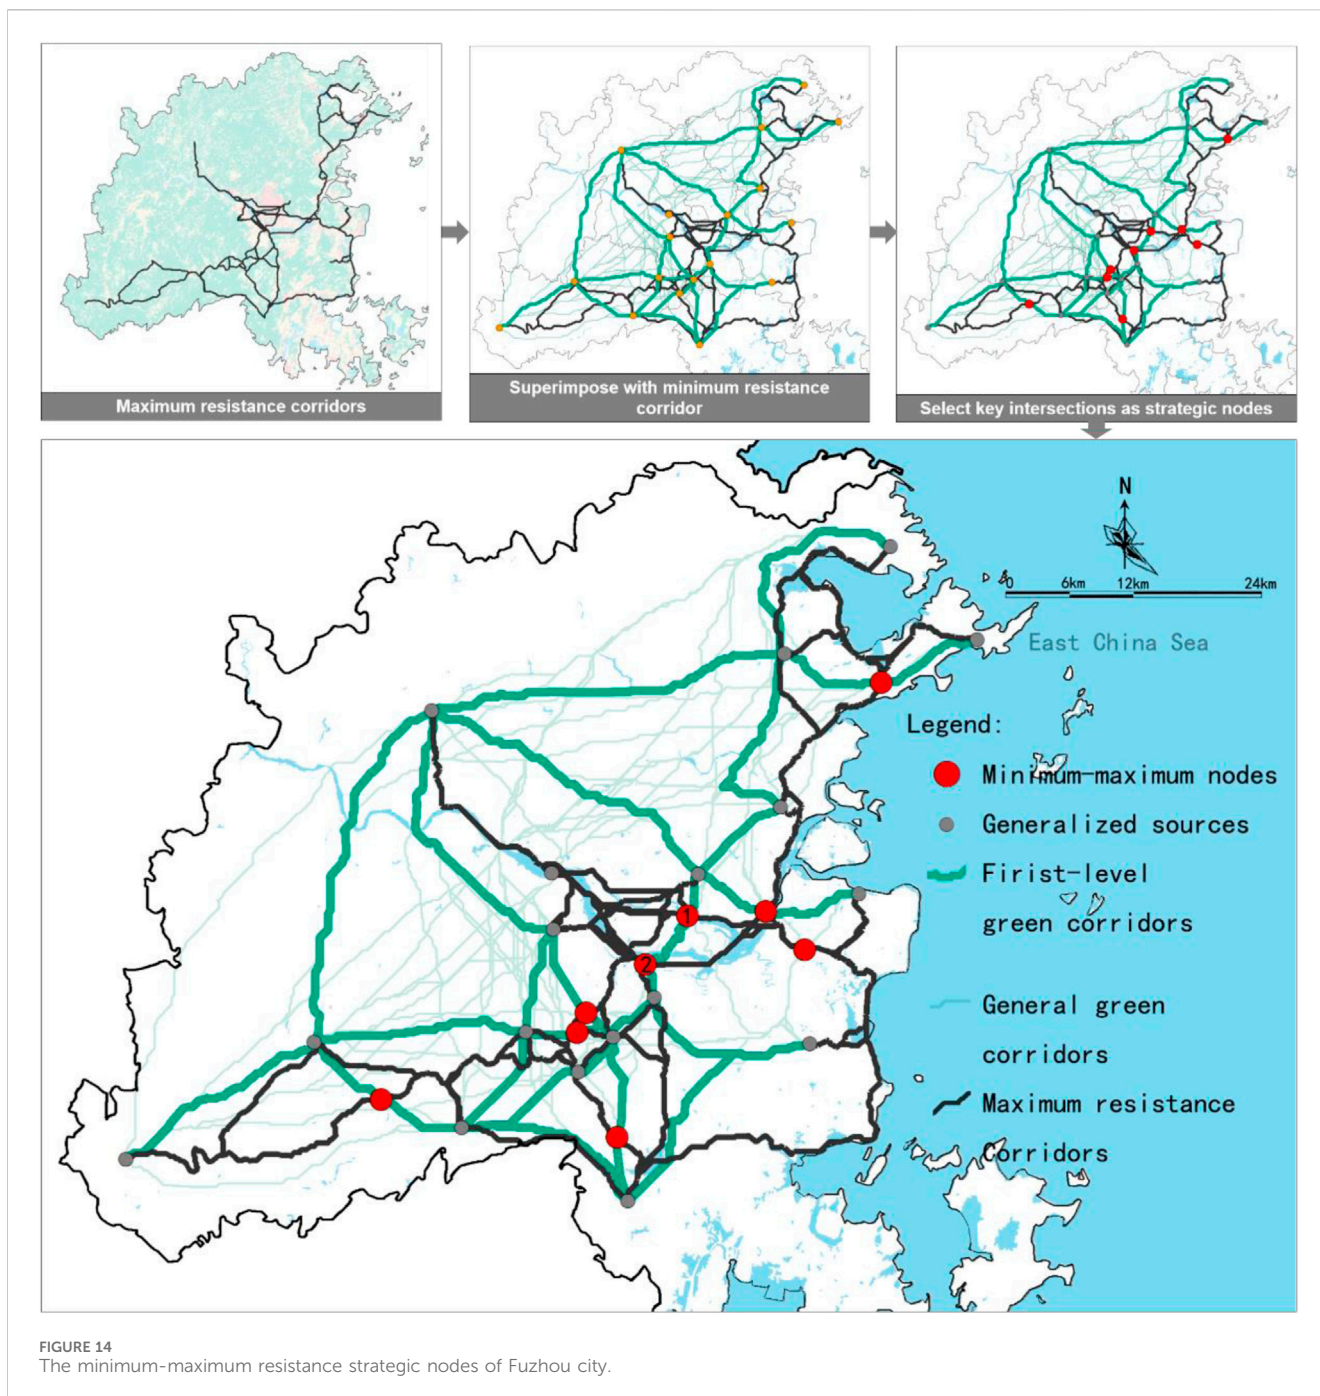 Maximum resistance corridors
Superimpose with minimum resistance
corridor
Select key intersections as strategic nodes
N
0 6km 12km 24km
East China Sea
Legend:
Minimum-maximum nodes
Generalized sources
Firist-level
green corridors
General green
corridors
Maximum resistance
Corridors
1
2
FIGURE 14
The minimum-maximum resistance strategic nodes of Fuzhou city.